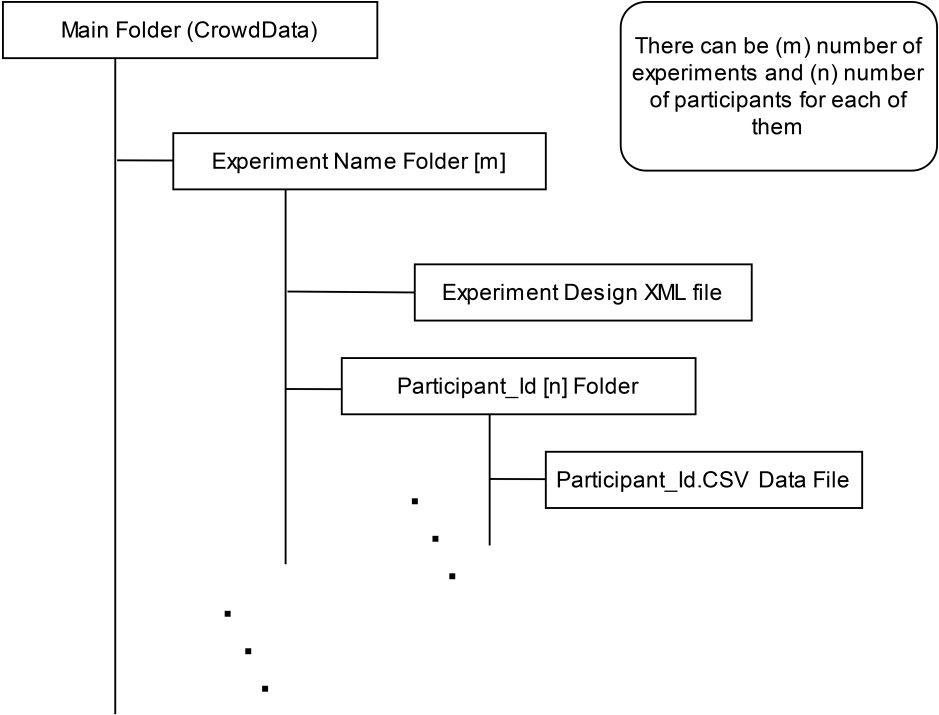 Main Folder (CrowdData)
There can be (m) number of
experiments and (n) number
of participants for each of
them
Experiment Name Folder [m]
Experiment Design XML file
Participant_Id [n] Folder
Participant_Id.CSV Data File